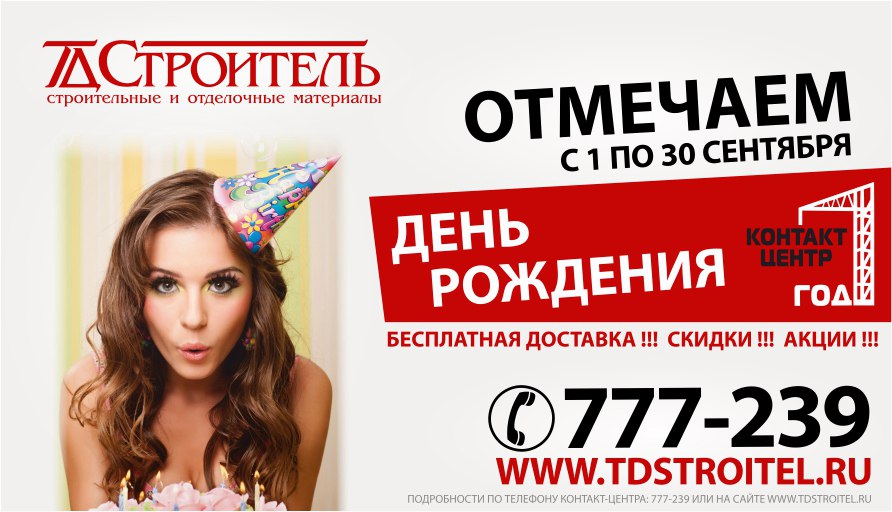 ТДСТРОИТЕЛЬ
строительные и отделочные материалы
ОТМЕЧАЕМ
С 1 ПО 30 СЕНТЯБРЯ
ДЕНЬ
РОЖДЕНИЯ
КОНТАКТ
ЦЕНТР
1 ГОД
БЕСПЛАТНАЯ ДОСТАВКА !!! СКИДКИ !!! АКЦИИ !!!
777-239
WWW.TDSTROITEL.RU
ПОДРОБНОСТИ ПО ТЕЛЕФОНУ КОНТАКТ-ЦЕНТРА: 777-239 ИЛИ НА САЙТЕ WWW.TDSTROITEL.RU